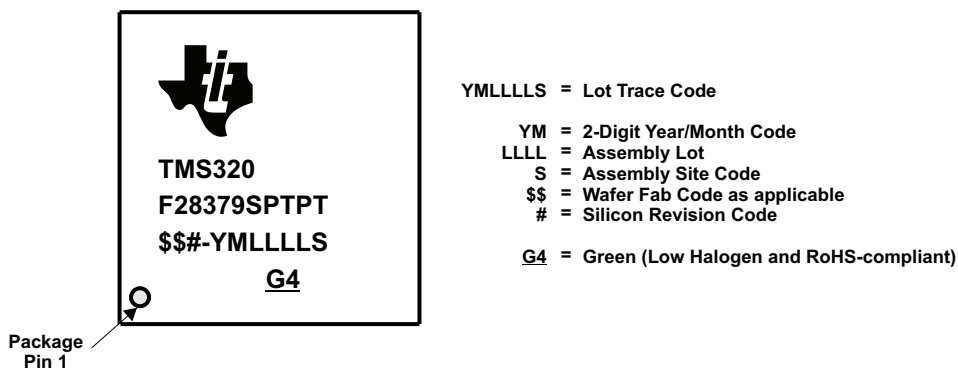 TMS320
F28379SPTPT
$$#-YMLLLLS
G4
Package
Pin 1
YMLLLLS = Lot Trace Code
YM = 2-Digit Year/Month Code
LLLL = Assembly Lot
S = Assembly Site Code
$$ = Wafer Fab Code as applicable
# = Silicon Revision Code
G4 = Green (Low Halogen and RoHS-compliant)